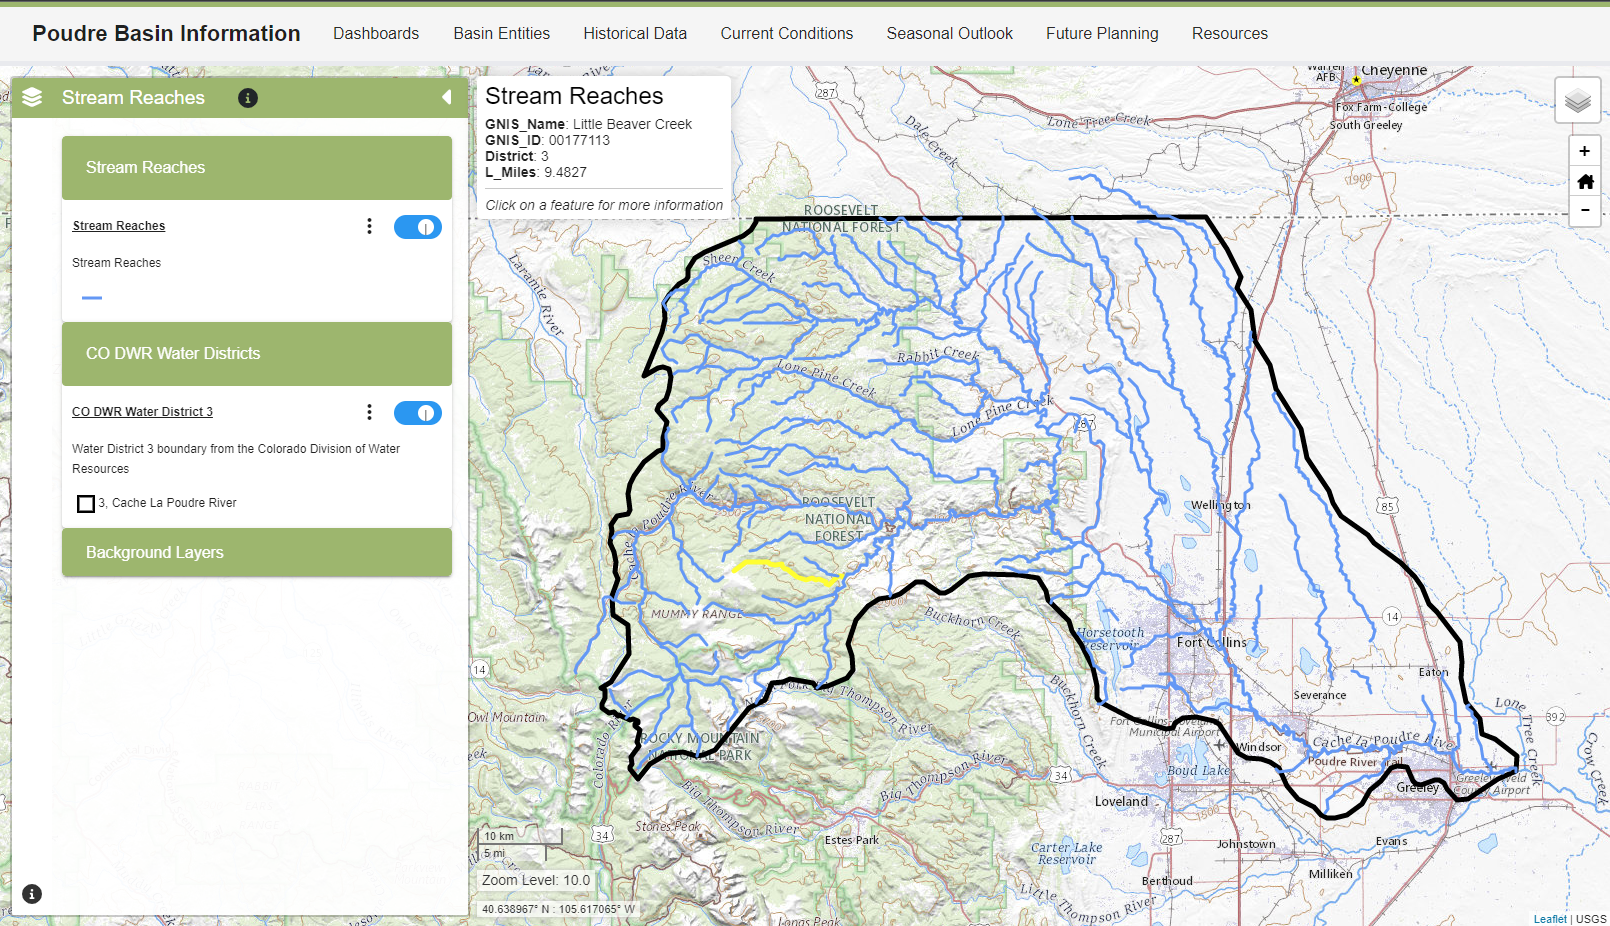 Poudre Basin Information
Dashboards
Basin Entities
Historical Data
Current Conditions
Seasonal Outlook
Future Planning
Resources
Stream Reaches
Stream Reaches
Stream Reaches
Stream Reaches
CO DWR Water Districts
CO DWR Water District 3
Water District 3 boundary from the Colorado Division of Water
Resources
3, Cache La Poudre River
Background Layers
Stream Reaches
GNIS_Name: Little Beaver Creek
GNIS_ID: 00177113
District: 3
L_Miles: 9.4827
Click on a feature for more information
287
Dale Creek
Lone Tree Creek
AFB
Cheyenne
Fox Farm-College
South Greeley
1900
+
−
ROOSEVELT
NATIONAL FOREST
Laramie River
Sheep Creek
Rabbit Creek
Lone Pine Creek
Lone Pine Creek
287
Cache la Poudre River
ROOSEVELT
NATIONAL
FOREST
Wellington
85
MUMMY RANGE
Buckhorn Creek
Horsetooth
Reservoir
Fort Collins
14
14
Eaton
Severance
Buckhorn Creek
Big Thompson River
Owl Mountain
Colorado River
ROCKY MOUNTAIN
NATIONAL PARK
Fort Collins-Loveland
Municipal Airport
Windsor
Cache la Poudre River
Poudre River Trail
Lone Tree Creek
392
Crow Creek
Greeley-Weld
County Airport
Greeley
Boyd Lake
34
Big Thompson River
Loveland
Big Thompson River
Stones Peak
34
Estes Park
287
Carter Lake
Reservoir
Johnstown
Evans
Milliken
Berthoud
Little Thompson River
Longs Peak
10 km
5 mi
Zoom Level: 10.0
40.638967° N : 105.617065° W
Leaflet | USGS